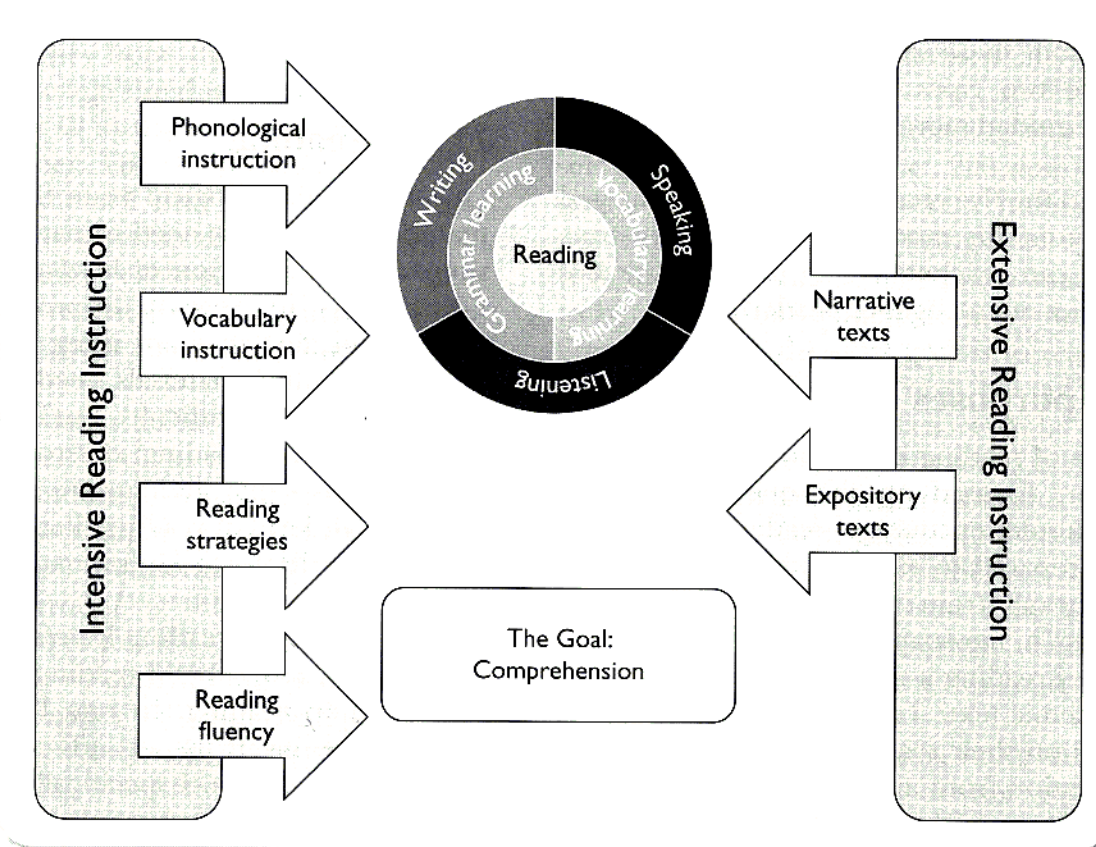 Intensive Reading Instruction
Phonological
instruction
Vocabulary
instruction
Reading
strategies
Reading
fluency
Writing
Speaking
Listening
Grammar learning
Vocabulary learning
Reading
The Goal:
Comprehension
Narrative
texts
Expository
texts
Extensive Reading Instruction